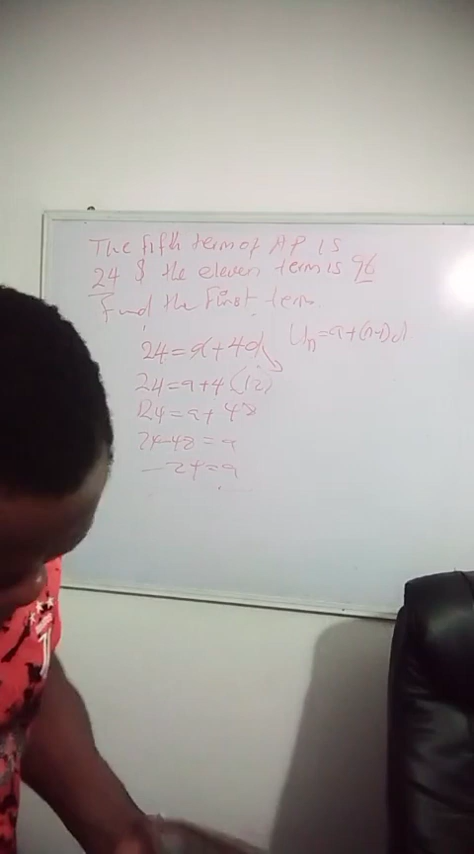 The fifth term of AP is
24 & the eleven term is 96
find the first term
Un=a+(n-1)d
24=a+4d
24=a+4(12)
24=a+48
24-48=a
-24=a